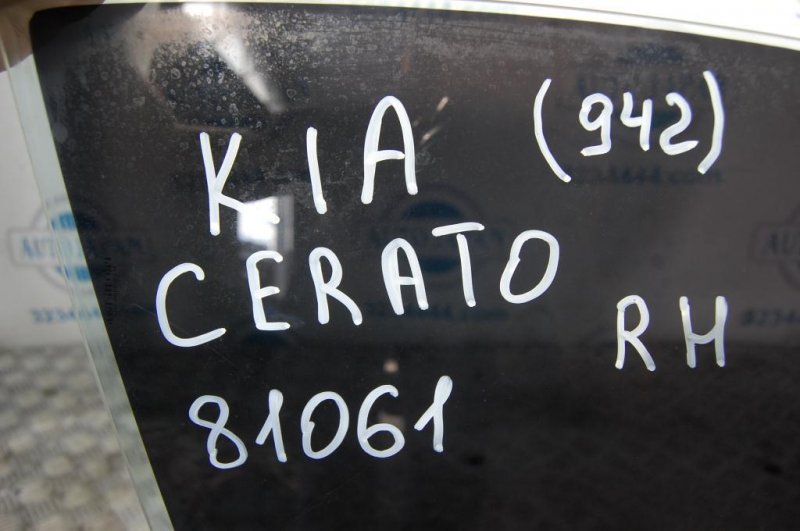 KIA (942)
CERATO
RH
81061